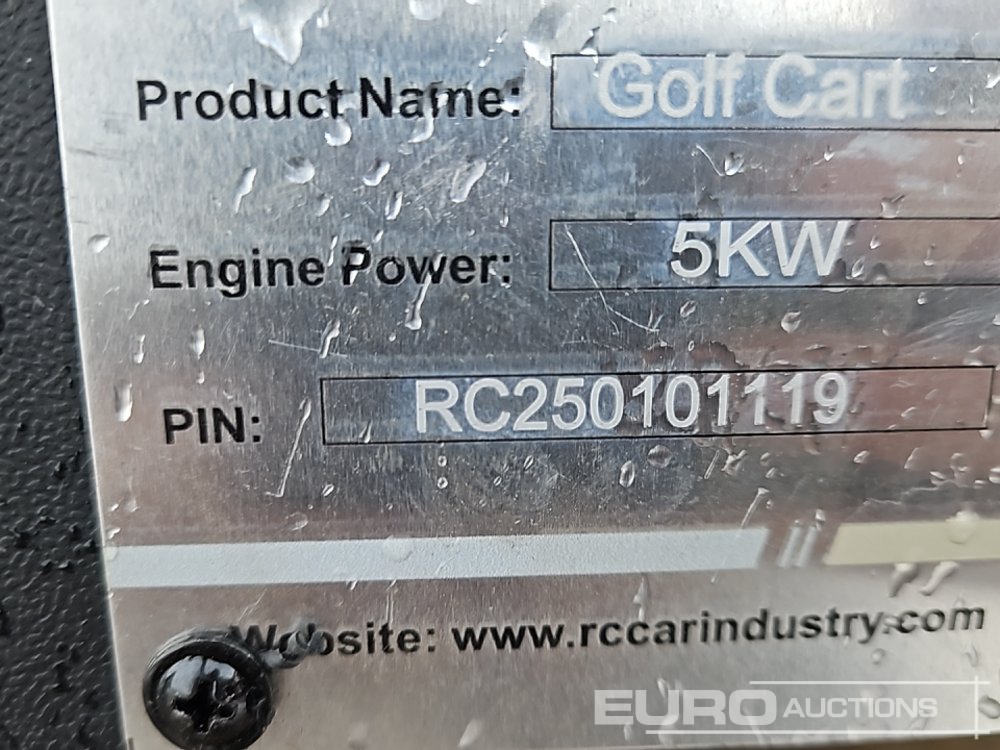 Product Name: Golf Cart
Engine Power: 5KW
PIN: RC250101119
Website: www.rccarindustry.com
EURO AUCTIONS